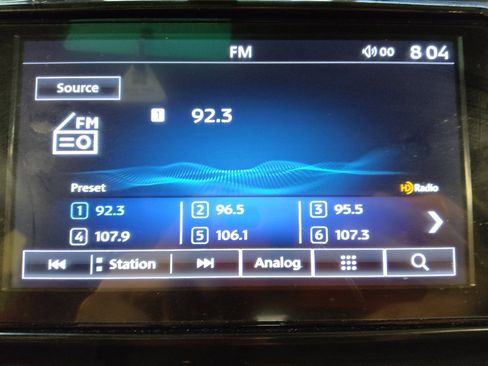 FM 00 8:04
Source
FM
1 92.3
Preset
HD Radio
1 92.3 2 96.5 3 95.5
4 107.9 5 106.1 6 107.3
Station Analog